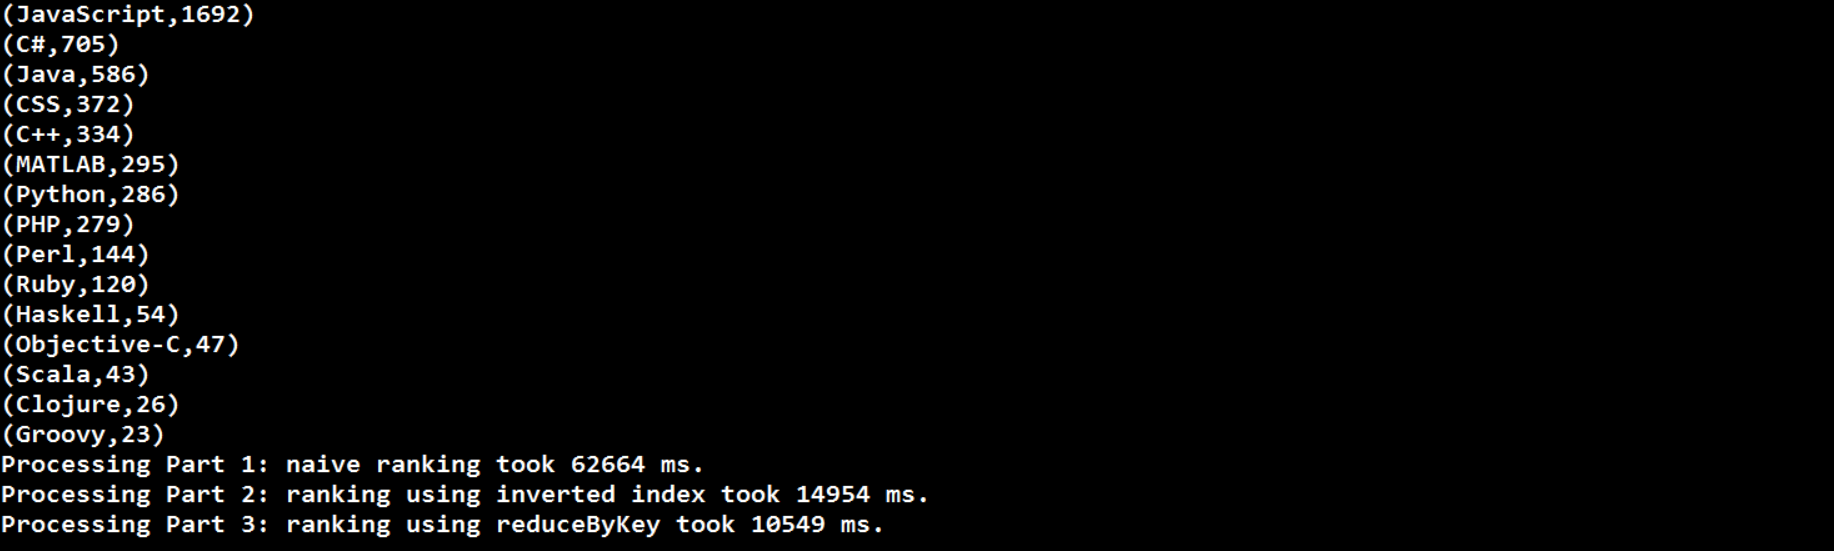 (JavaScript,1692)
(C#,705)
(Java,586)
(CSS,372)
(C++,334)
(MATLAB,295)
(Python,286)
(PHP,279)
(Perl,144)
(Ruby,120)
(Haskell,54)
(Objective-C,47)
(Scala,43)
(Clojure,26)
(Groovy,23)
Processing Part 1: naive ranking took 62664 ms.
Processing Part 2: ranking using inverted index took 14954 ms.
Processing Part 3: ranking using reduceByKey took 10549 ms.